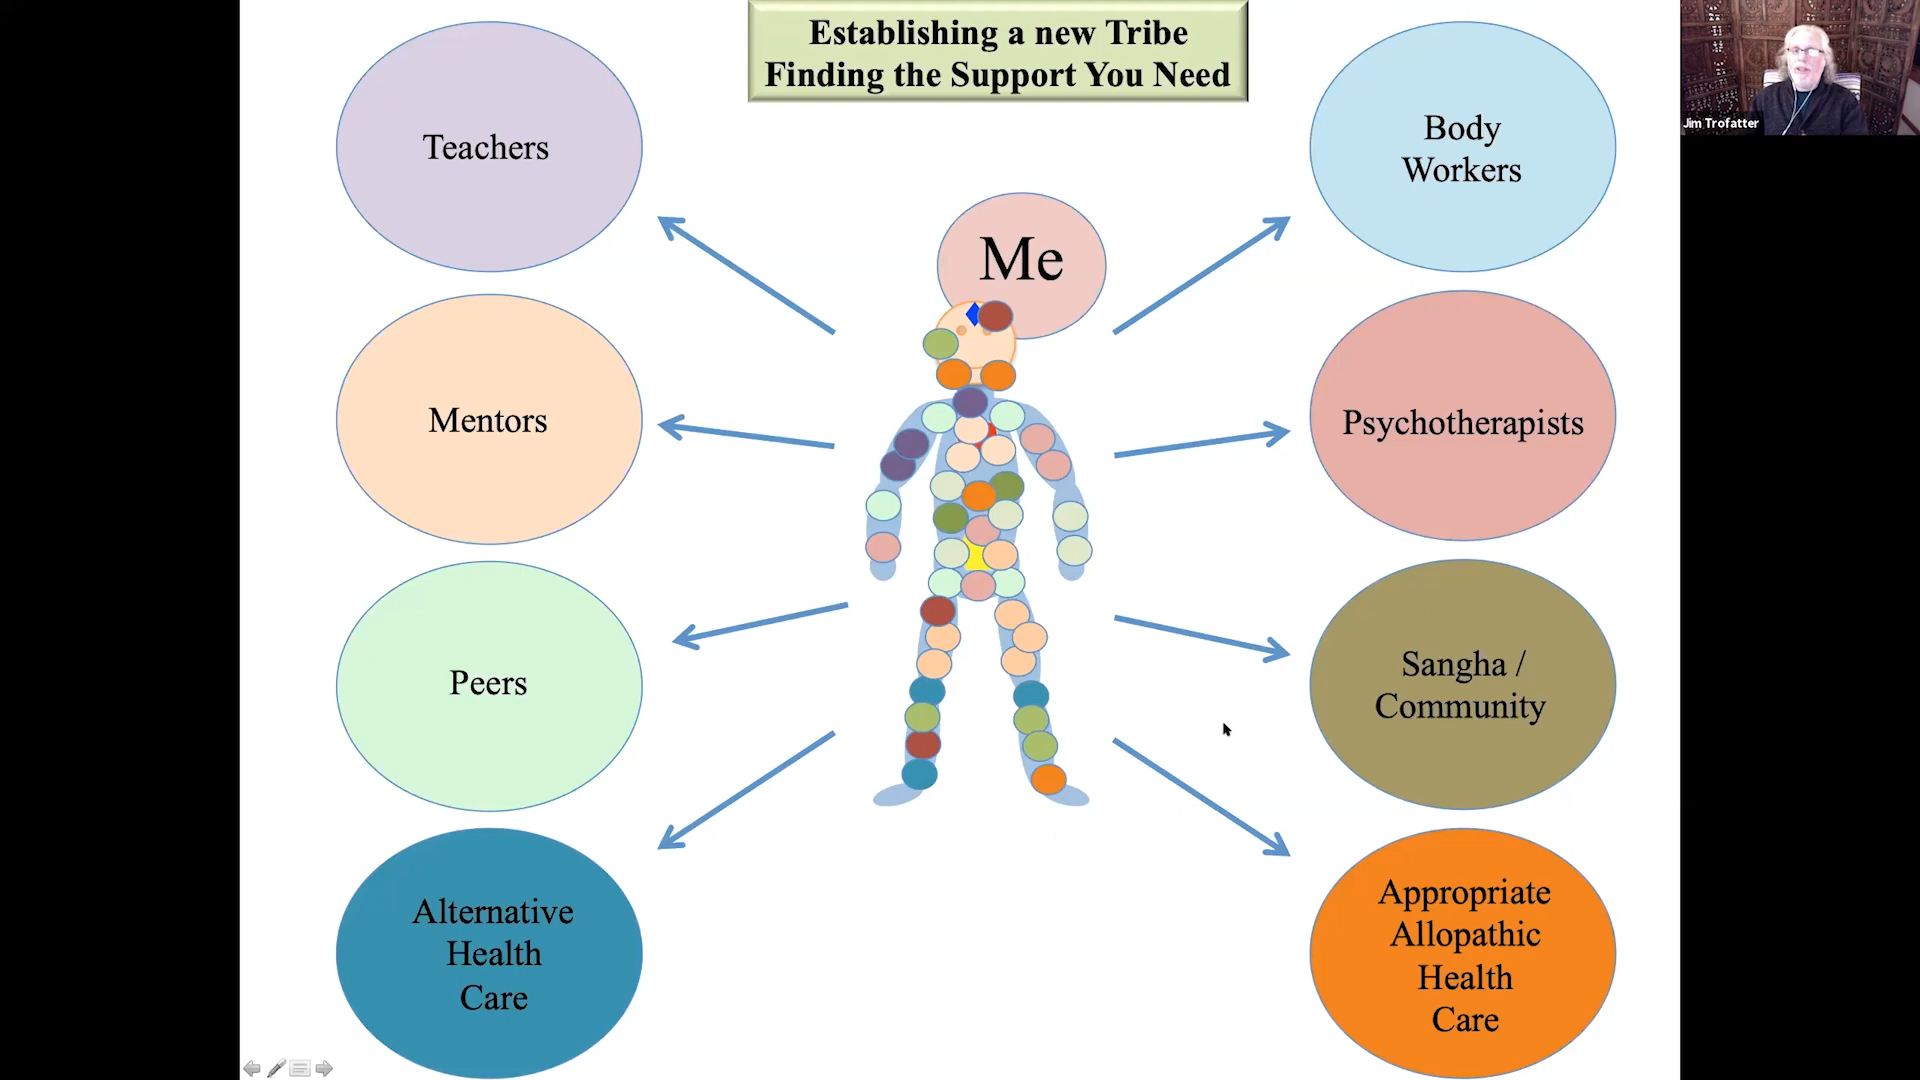 Establishing a new Tribe
Finding the Support You Need
Teachers
Body
Workers
Jim Trofatter
Me
Mentors
Psychotherapists
Peers
Sangha /
Community
Alternative
Health
Care
Appropriate
Allopathic
Health
Care